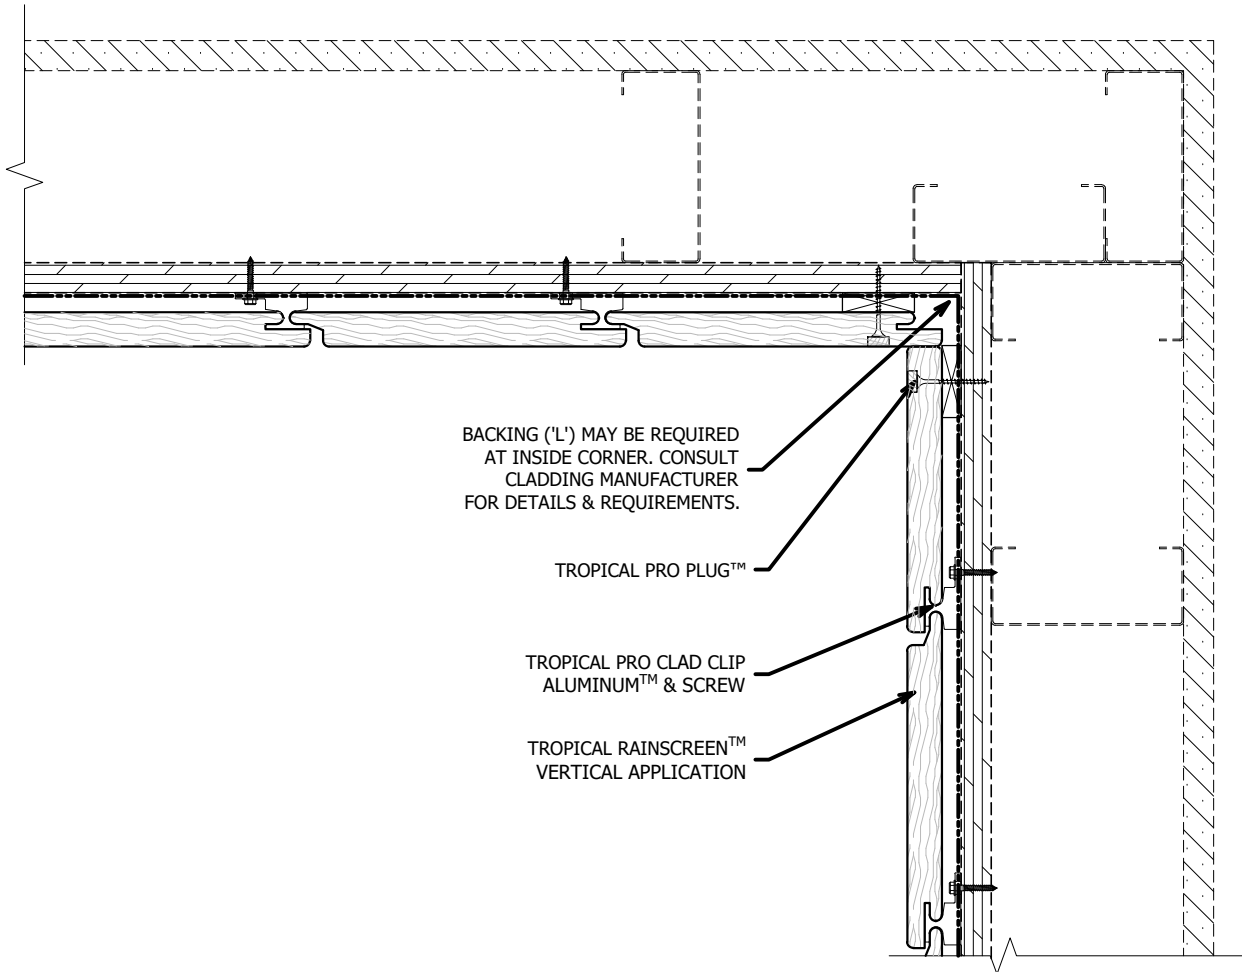 BACKING ('L') MAY BE REQUIRED
AT INSIDE CORNER. CONSULT
CLADDING MANUFACTURER
FOR DETAILS & REQUIREMENTS.
TROPICAL PRO PLUG™
TROPICAL PRO CLAD CLIP
ALUMINUM™ & SCREW
TROPICAL RAINSCREEN™
VERTICAL APPLICATION